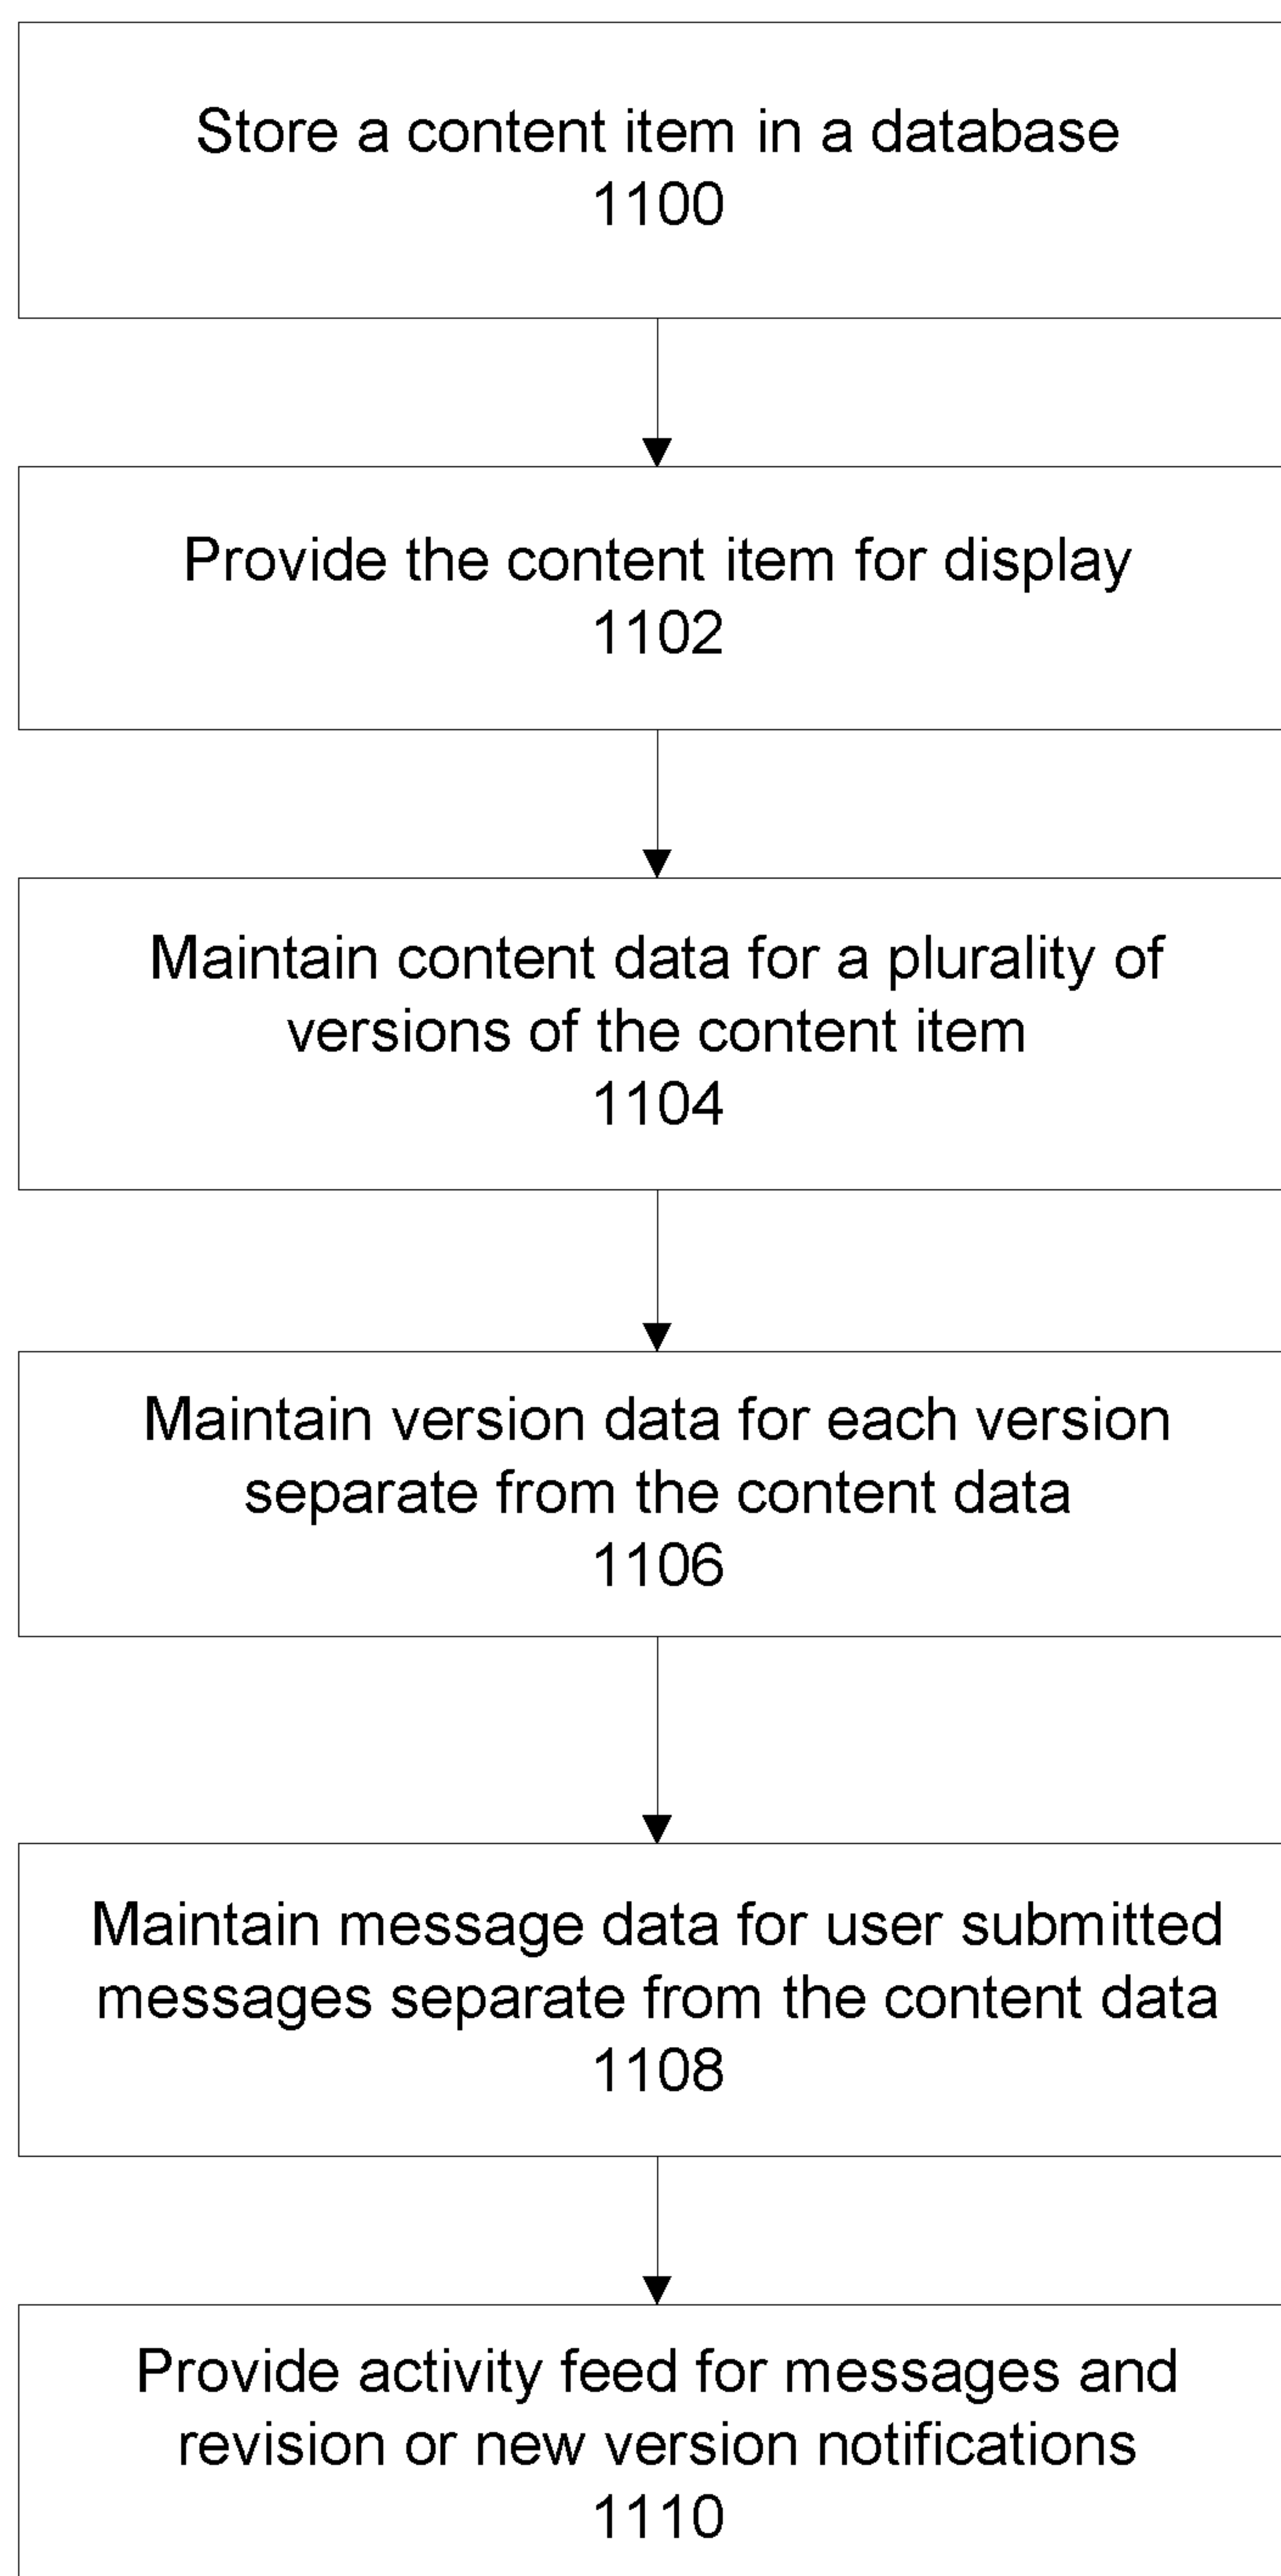 Store a content item in a database
1100
Provide the content item for display
1102
Maintain content data for a plurality of
versions of the content item
1104
Maintain version data for each version
separate from the content data
1106
Maintain message data for user submitted
messages separate from the content data
1108
Provide activity feed for messages and
revision or new version notifications
1110